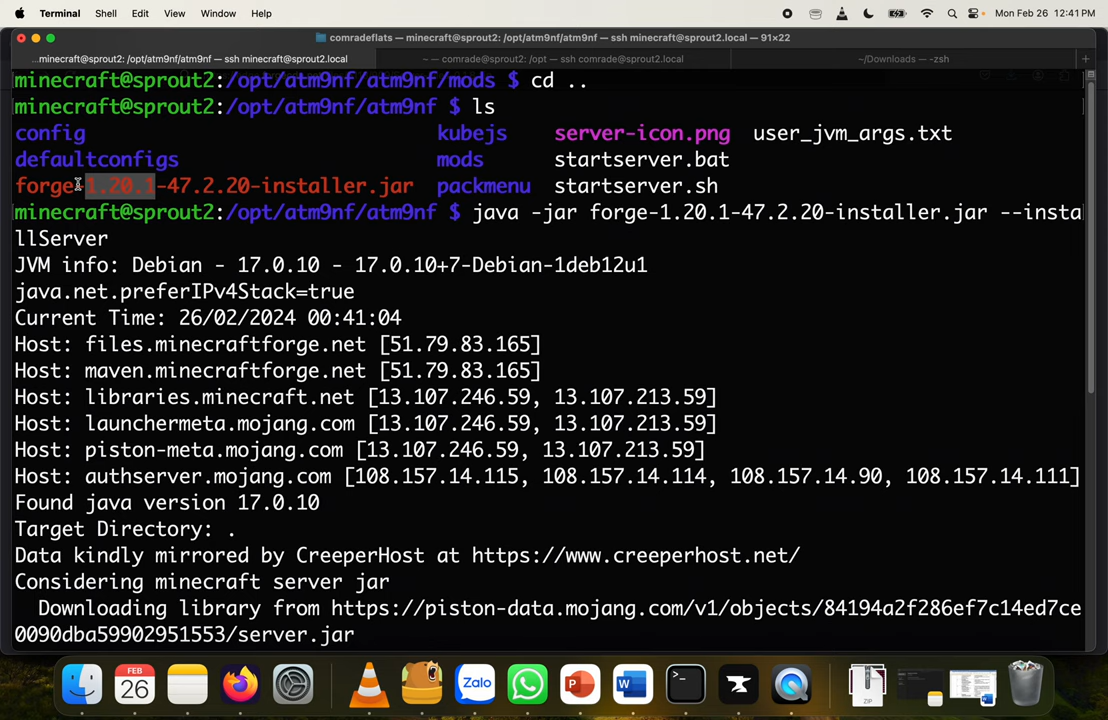 Terminal Shell Edit View Window Help Mon Feb 26 12:41 PM
comradeflats — minecraft@sprout2: /opt/atm9nf/atm9nf — ssh minecraft@sprout2.local — 91×22
...minecraft@sprout2: /opt/atm9nf/atm9nf — ssh minecraft@sprout2.local ~ — comrade@sprout2: /opt — ssh comrade@sprout2.local ~/Downloads — -zsh +
minecraft@sprout2:/opt/atm9nf/atm9nf/mods $ cd ..
minecraft@sprout2:/opt/atm9nf/atm9nf $ ls
config kubejs server-icon.png user_jvm_args.txt
defaultconfigs mods startserver.bat
forge-1.20.1-47.2.20-installer.jar packmenu startserver.sh
minecraft@sprout2:/opt/atm9nf/atm9nf $ java -jar forge-1.20.1-47.2.20-installer.jar --insta
llServer
JVM info: Debian - 17.0.10 - 17.0.10+7-Debian-1deb12u1
java.net.preferIPv4Stack=true
Current Time: 26/02/2024 00:41:04
Host: files.minecraftforge.net [51.79.83.165]
Host: maven.minecraftforge.net [51.79.83.165]
Host: libraries.minecraft.net [13.107.246.59, 13.107.213.59]
Host: launchermeta.mojang.com [13.107.246.59, 13.107.213.59]
Host: piston-meta.mojang.com [13.107.246.59, 13.107.213.59]
Host: authserver.mojang.com [108.157.14.115, 108.157.14.114, 108.157.14.90, 108.157.14.111]
Found java version 17.0.10
Target Directory: .
Data kindly mirrored by CreeperHost at https://www.creeperhost.net/
Considering minecraft server jar
Downloading library from https://piston-data.mojang.com/v1/objects/84194a2f286ef7c14ed7ce
0090dba59902951553/server.jar
FEB
26
Zalo
P
W
>_
ZIP